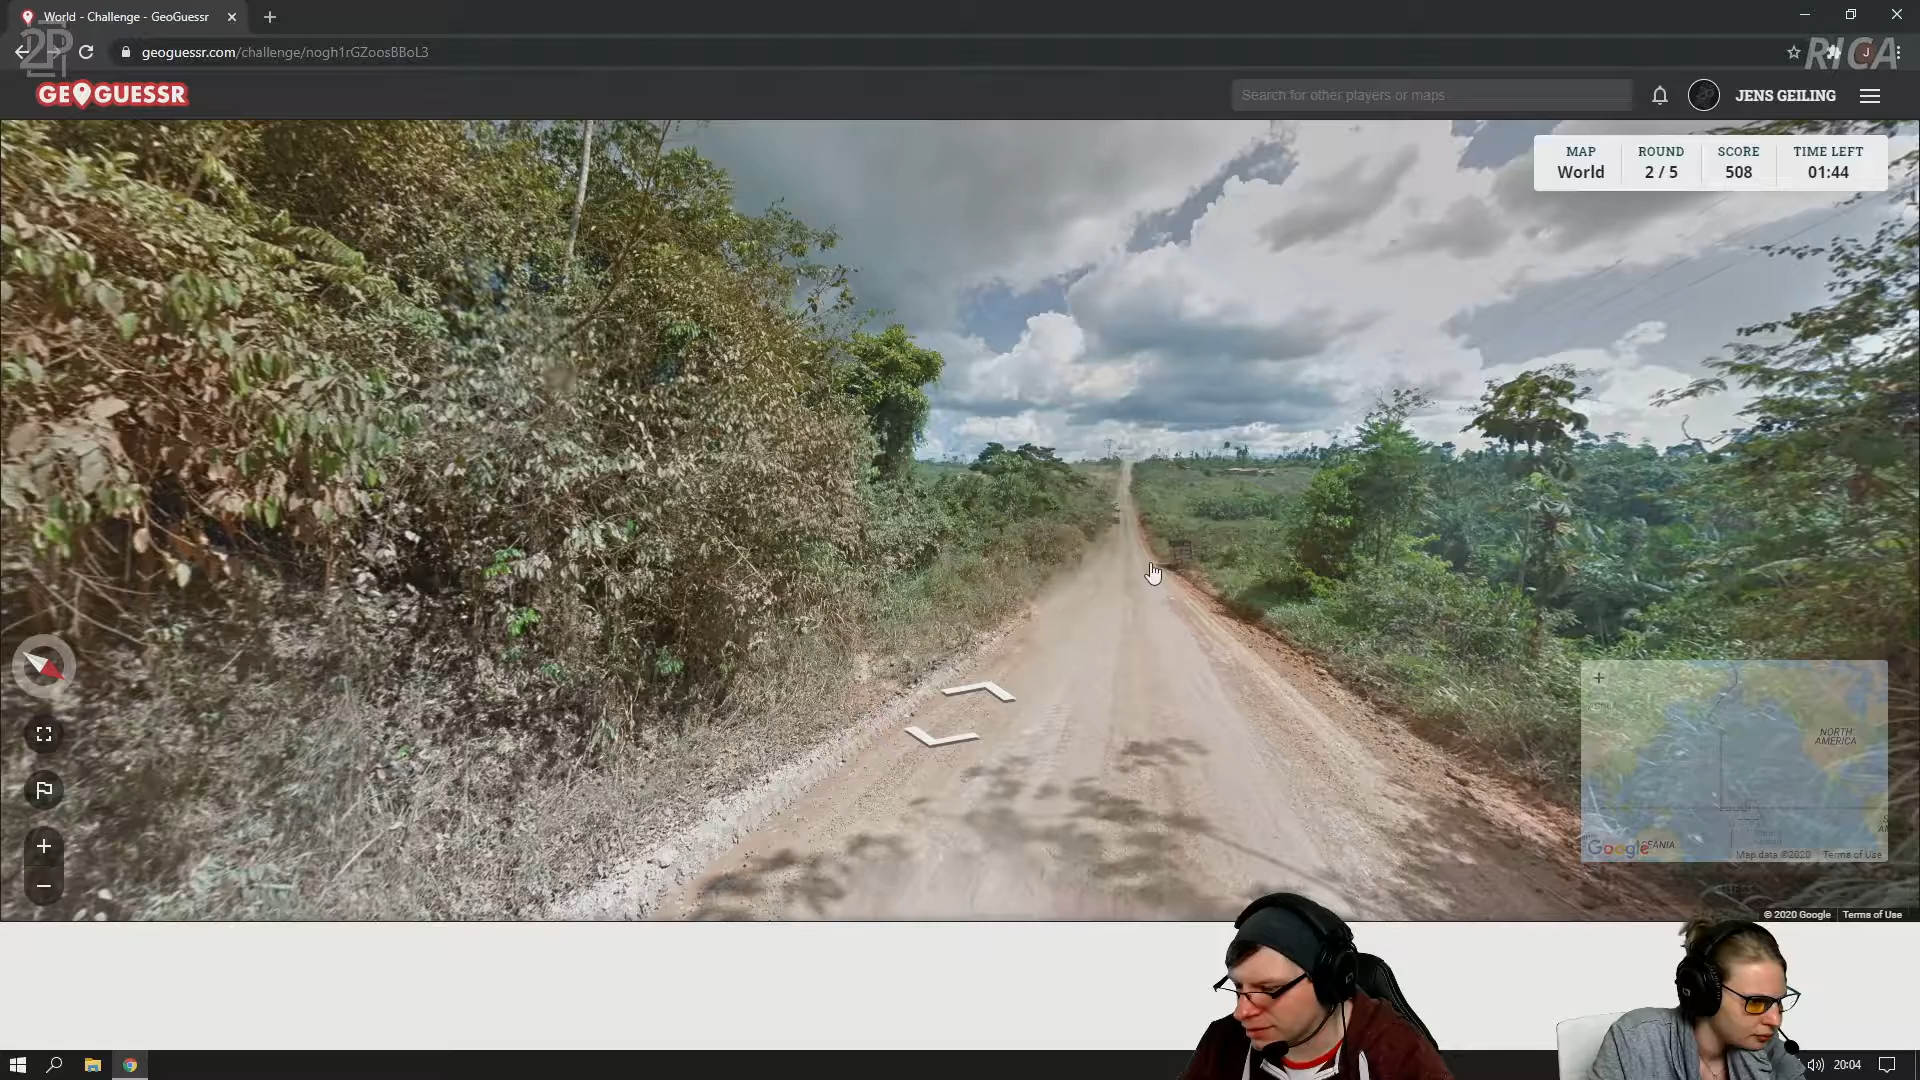 World - Challenge - GeoGuessr
2P
geoguessr.com/challenge/nogh1rGZoosBBoL3
RICA
J
GEOGUESSR
Search for other players or maps
JENS GEILING
MAP
World
ROUND
2 / 5
SCORE
508
TIME LEFT
01:44
NORTH
AMERICA
Google
Map data ©2020
Terms of Use
© 2020 Google
Terms of Use
20:04